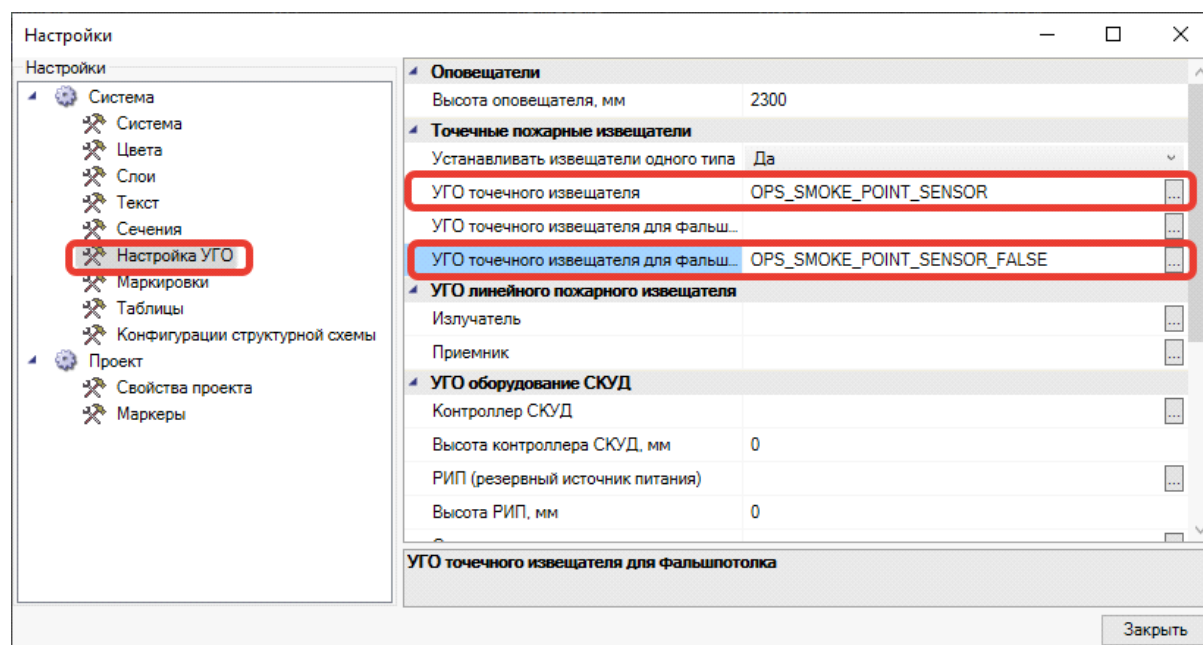 Настройки
Настройки
Система
Система
Цвета
Слои
Текст
Сечения
Настройка УГО
Маркировки
Таблицы
Конфигурации структурной схемы
Проект
Свойства проекта
Маркеры
Оповещатели
Высота оповещателя, мм 2300
Точечные пожарные извещатели
Устанавливать извещатели одного типа Да
УГО точечного извещателя OPS_SMOKE_POINT_SENSOR ...
УГО точечного извещателя для фальш... ...
УГО точечного извещателя для фальш... OPS_SMOKE_POINT_SENSOR_FALSE ...
УГО линейного пожарного извещателя
Излучатель ...
Приемник ...
УГО оборудование СКУД
Контроллер СКУД ...
Высота контроллера СКУД, мм 0
РИП (резервный источник питания) ...
Высота РИП, мм 0
УГО точечного извещателя для фальшпотолка
Закрыть